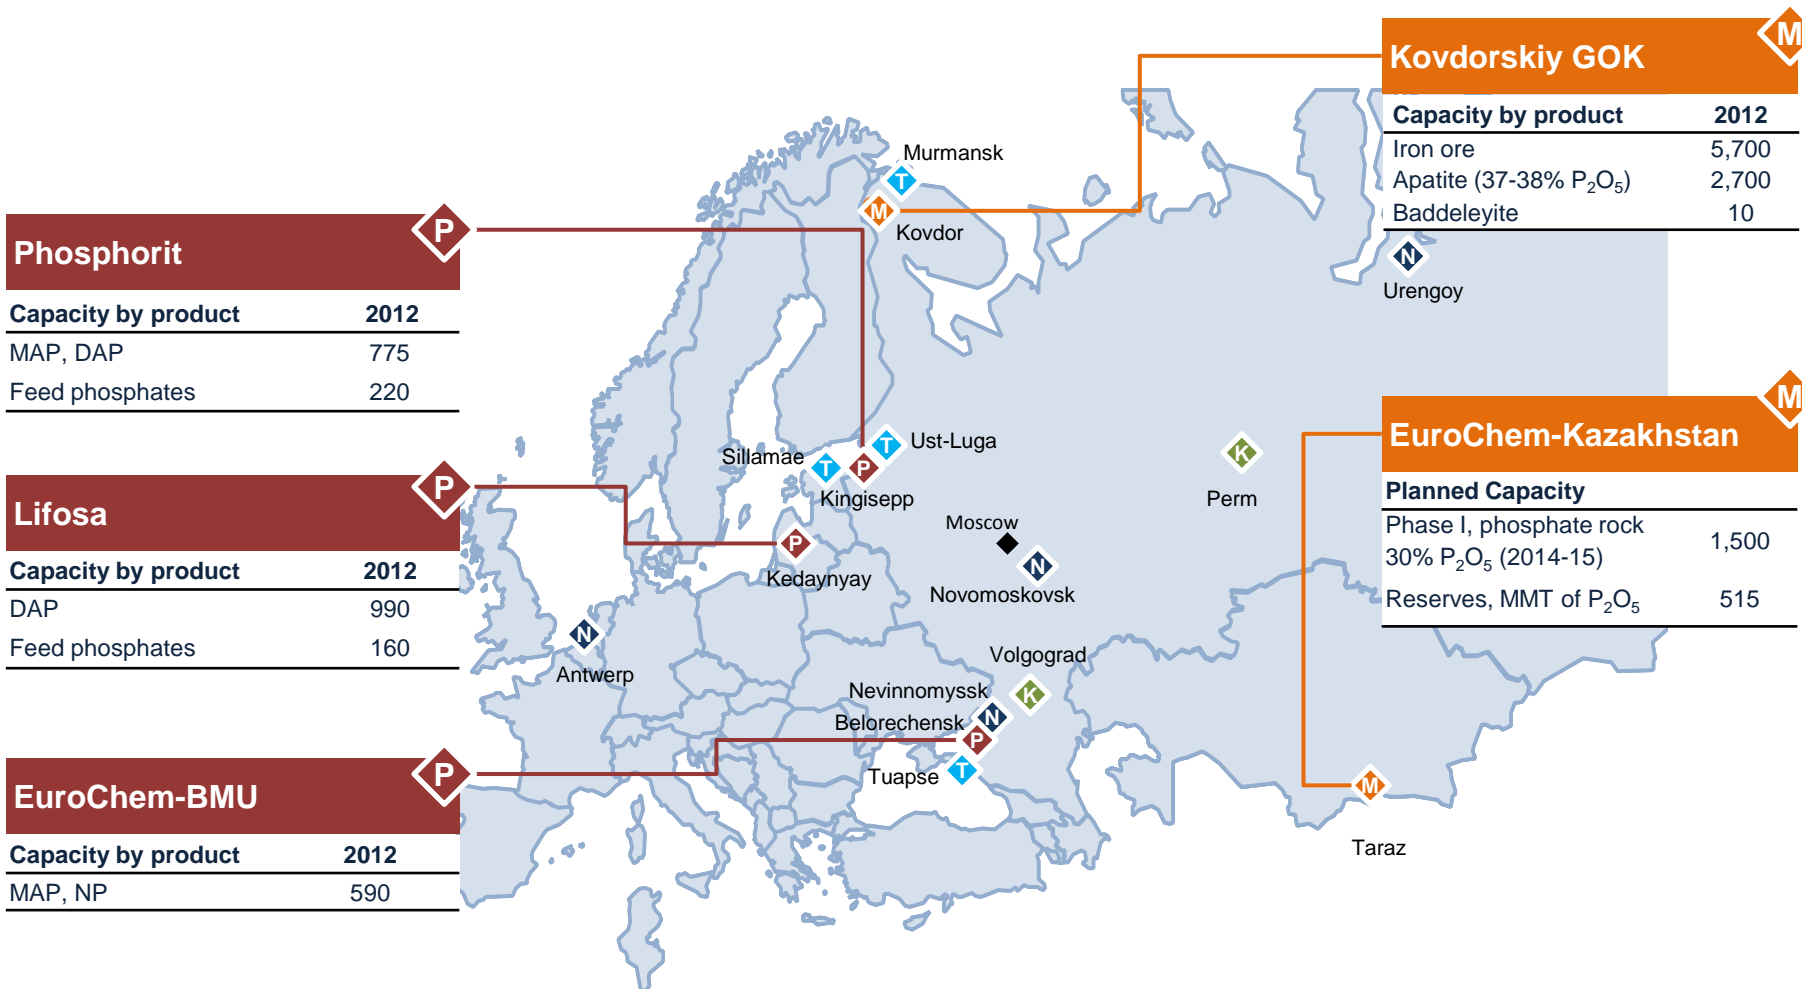 Kovdorskiy GOK
M
Capacity by product 2012
Iron ore 5,700
Apatite (37-38% P2O5) 2,700
Baddeleyite 10
Phosphorit
P
Capacity by product 2012
MAP, DAP 775
Feed phosphates 220
Lifosa
P
Capacity by product 2012
DAP 990
Feed phosphates 160
EuroChem-BMU
P
Capacity by product 2012
MAP, NP 590
EuroChem-Kazakhstan
M
Planned Capacity
Phase I, phosphate rock
30% P2O5 (2014-15) 1,500
Reserves, MMT of P2O5 515
Murmansk
T
M
Kovdor
N
Urengoy
T
Ust-Luga
Sillamae
T
P
Kingisepp
K
Perm
Moscow
P
Kedaynyay
N
Novomoskovsk
N
Antwerp
Volgograd
K
Nevinnomyssk
N
Belorechensk
P
Tuapse
T
M
Taraz